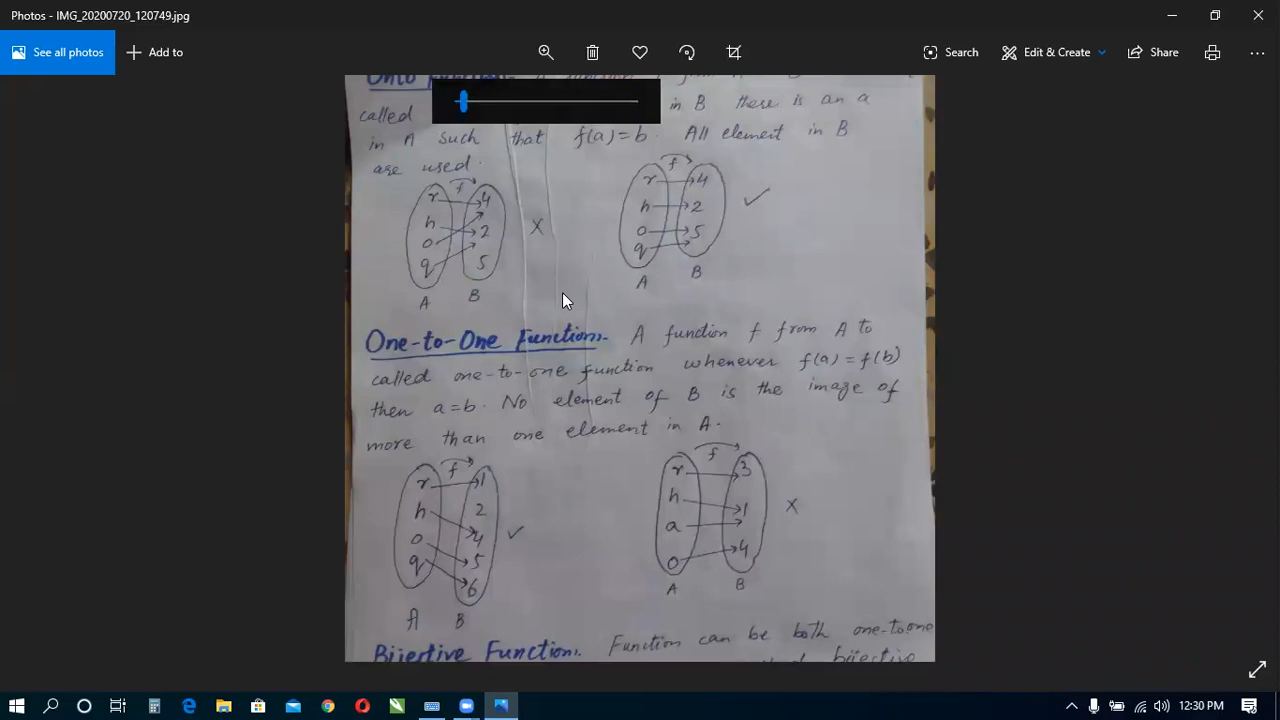 Photos - IMG_20200720_120749.jpg
See all photos
Add to
Search
Edit & Create
Share
Onto Function
called in B there is an a
in A such that f(a)=b. All element in B
are used.
f
r
h
o
q
4
2
5
A
B
X
f
r
h
o
q
4
2
5
A
B
One-to-One Function. A function f from A to
called one-to-one function whenever f(a)=f(b)
then a=b. No element of B is the image of
more than one element in A.
f
r
h
o
q
1
2
4
5
6
A
B
f
r
h
a
o
3
1
4
A
B
X
Bijective Function. Function can be both one-to-one
bijective
12:30 PM